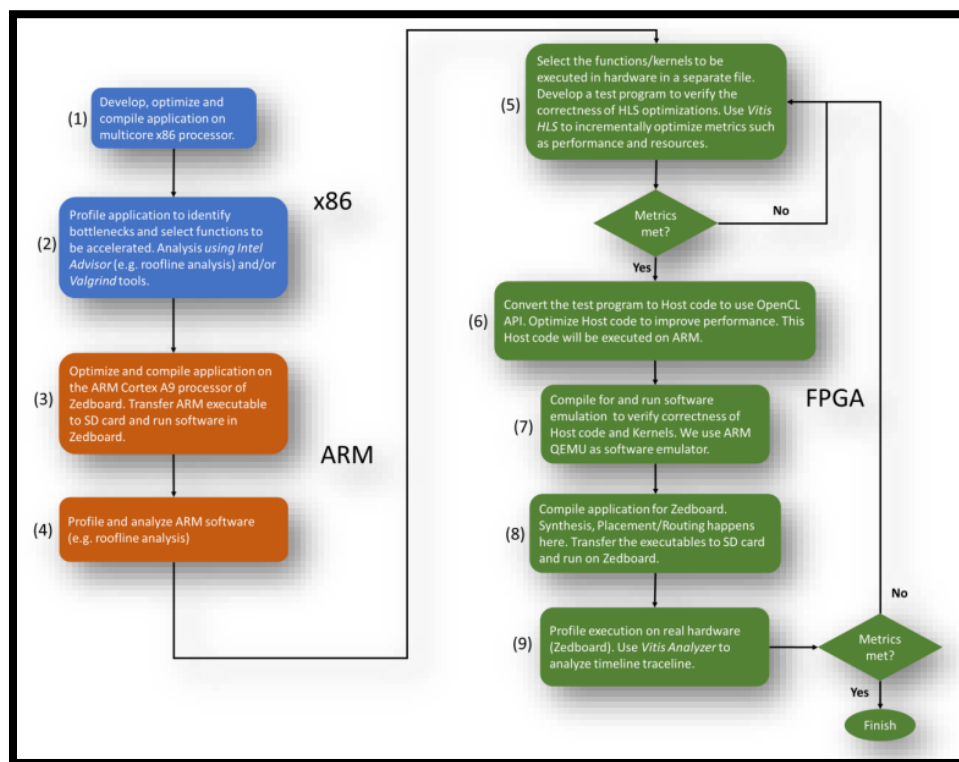 (1)
Develop, optimize and
compile application on
multicore x86 processor.
x86
(2)
Profile application to identify
bottlenecks and select functions
to be accelerated. Analysis using Intel
Advisor (e.g. roofline analysis) and/or
Valgrind tools.
(3)
Optimize and compile application on
the ARM Cortex A9 processor of
Zedboard. Transfer ARM executable
to SD card and run software in
Zedboard.
ARM
(4)
Profile and analyze ARM software
(e.g. roofline analysis)
(5)
Select the functions/kernels to be
executed in hardware in a separate file.
Develop a test program to verify the
correctness of HLS optimizations. Use Vitis
HLS to incrementally optimize metrics such
as performance and resources.
Metrics
met?
No
Yes
(6)
Convert the test program to Host code to use OpenCL
API. Optimize Host code to improve performance. This
Host code will be executed on ARM.
FPGA
(7)
Compile for and run software
emulation to verify correctness of
Host code and Kernels. We use ARM
QEMU as software emulator.
(8)
Compile application for Zedboard.
Synthesis, Placement/Routing happens
here. Transfer the executables to SD card
and run on Zedboard.
(9)
Profile execution on real hardware
(Zedboard). Use Vitis Analyzer to
analyze timeline traceline.
No
Metrics
met?
Yes
Finish